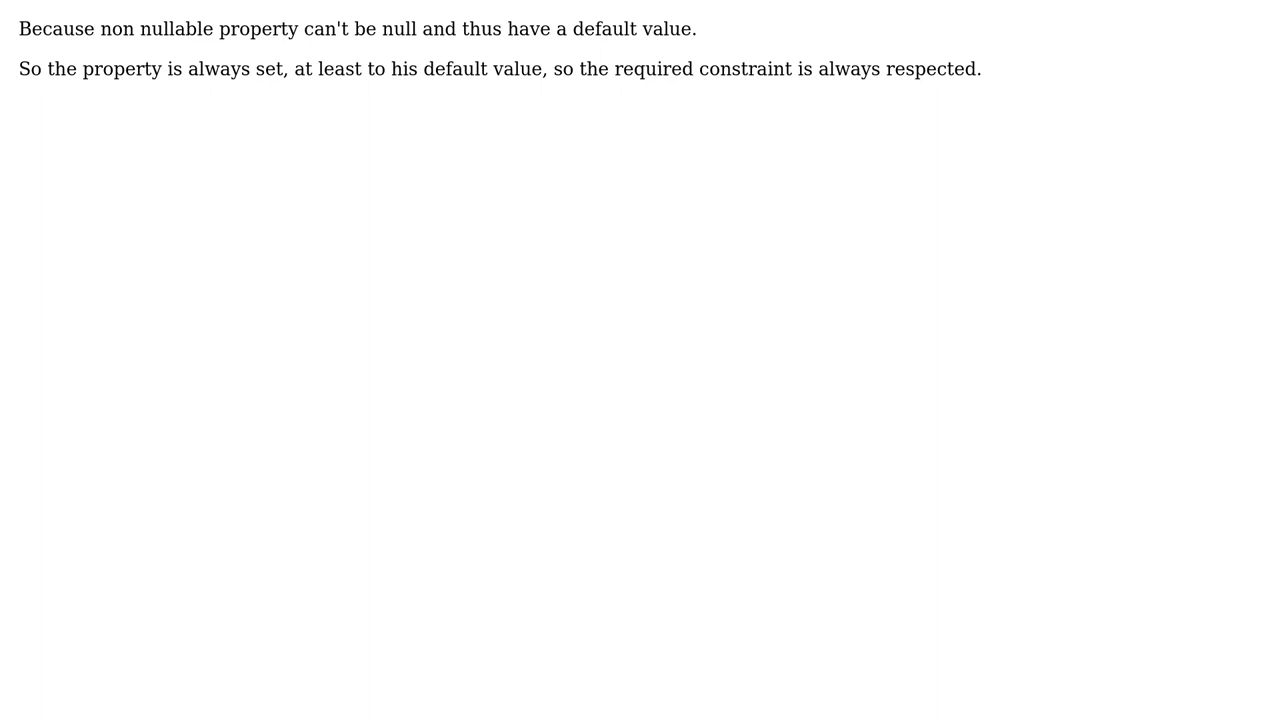 Because non nullable property can't be null and thus have a default value.
So the property is always set, at least to his default value, so the required constraint is always respected.